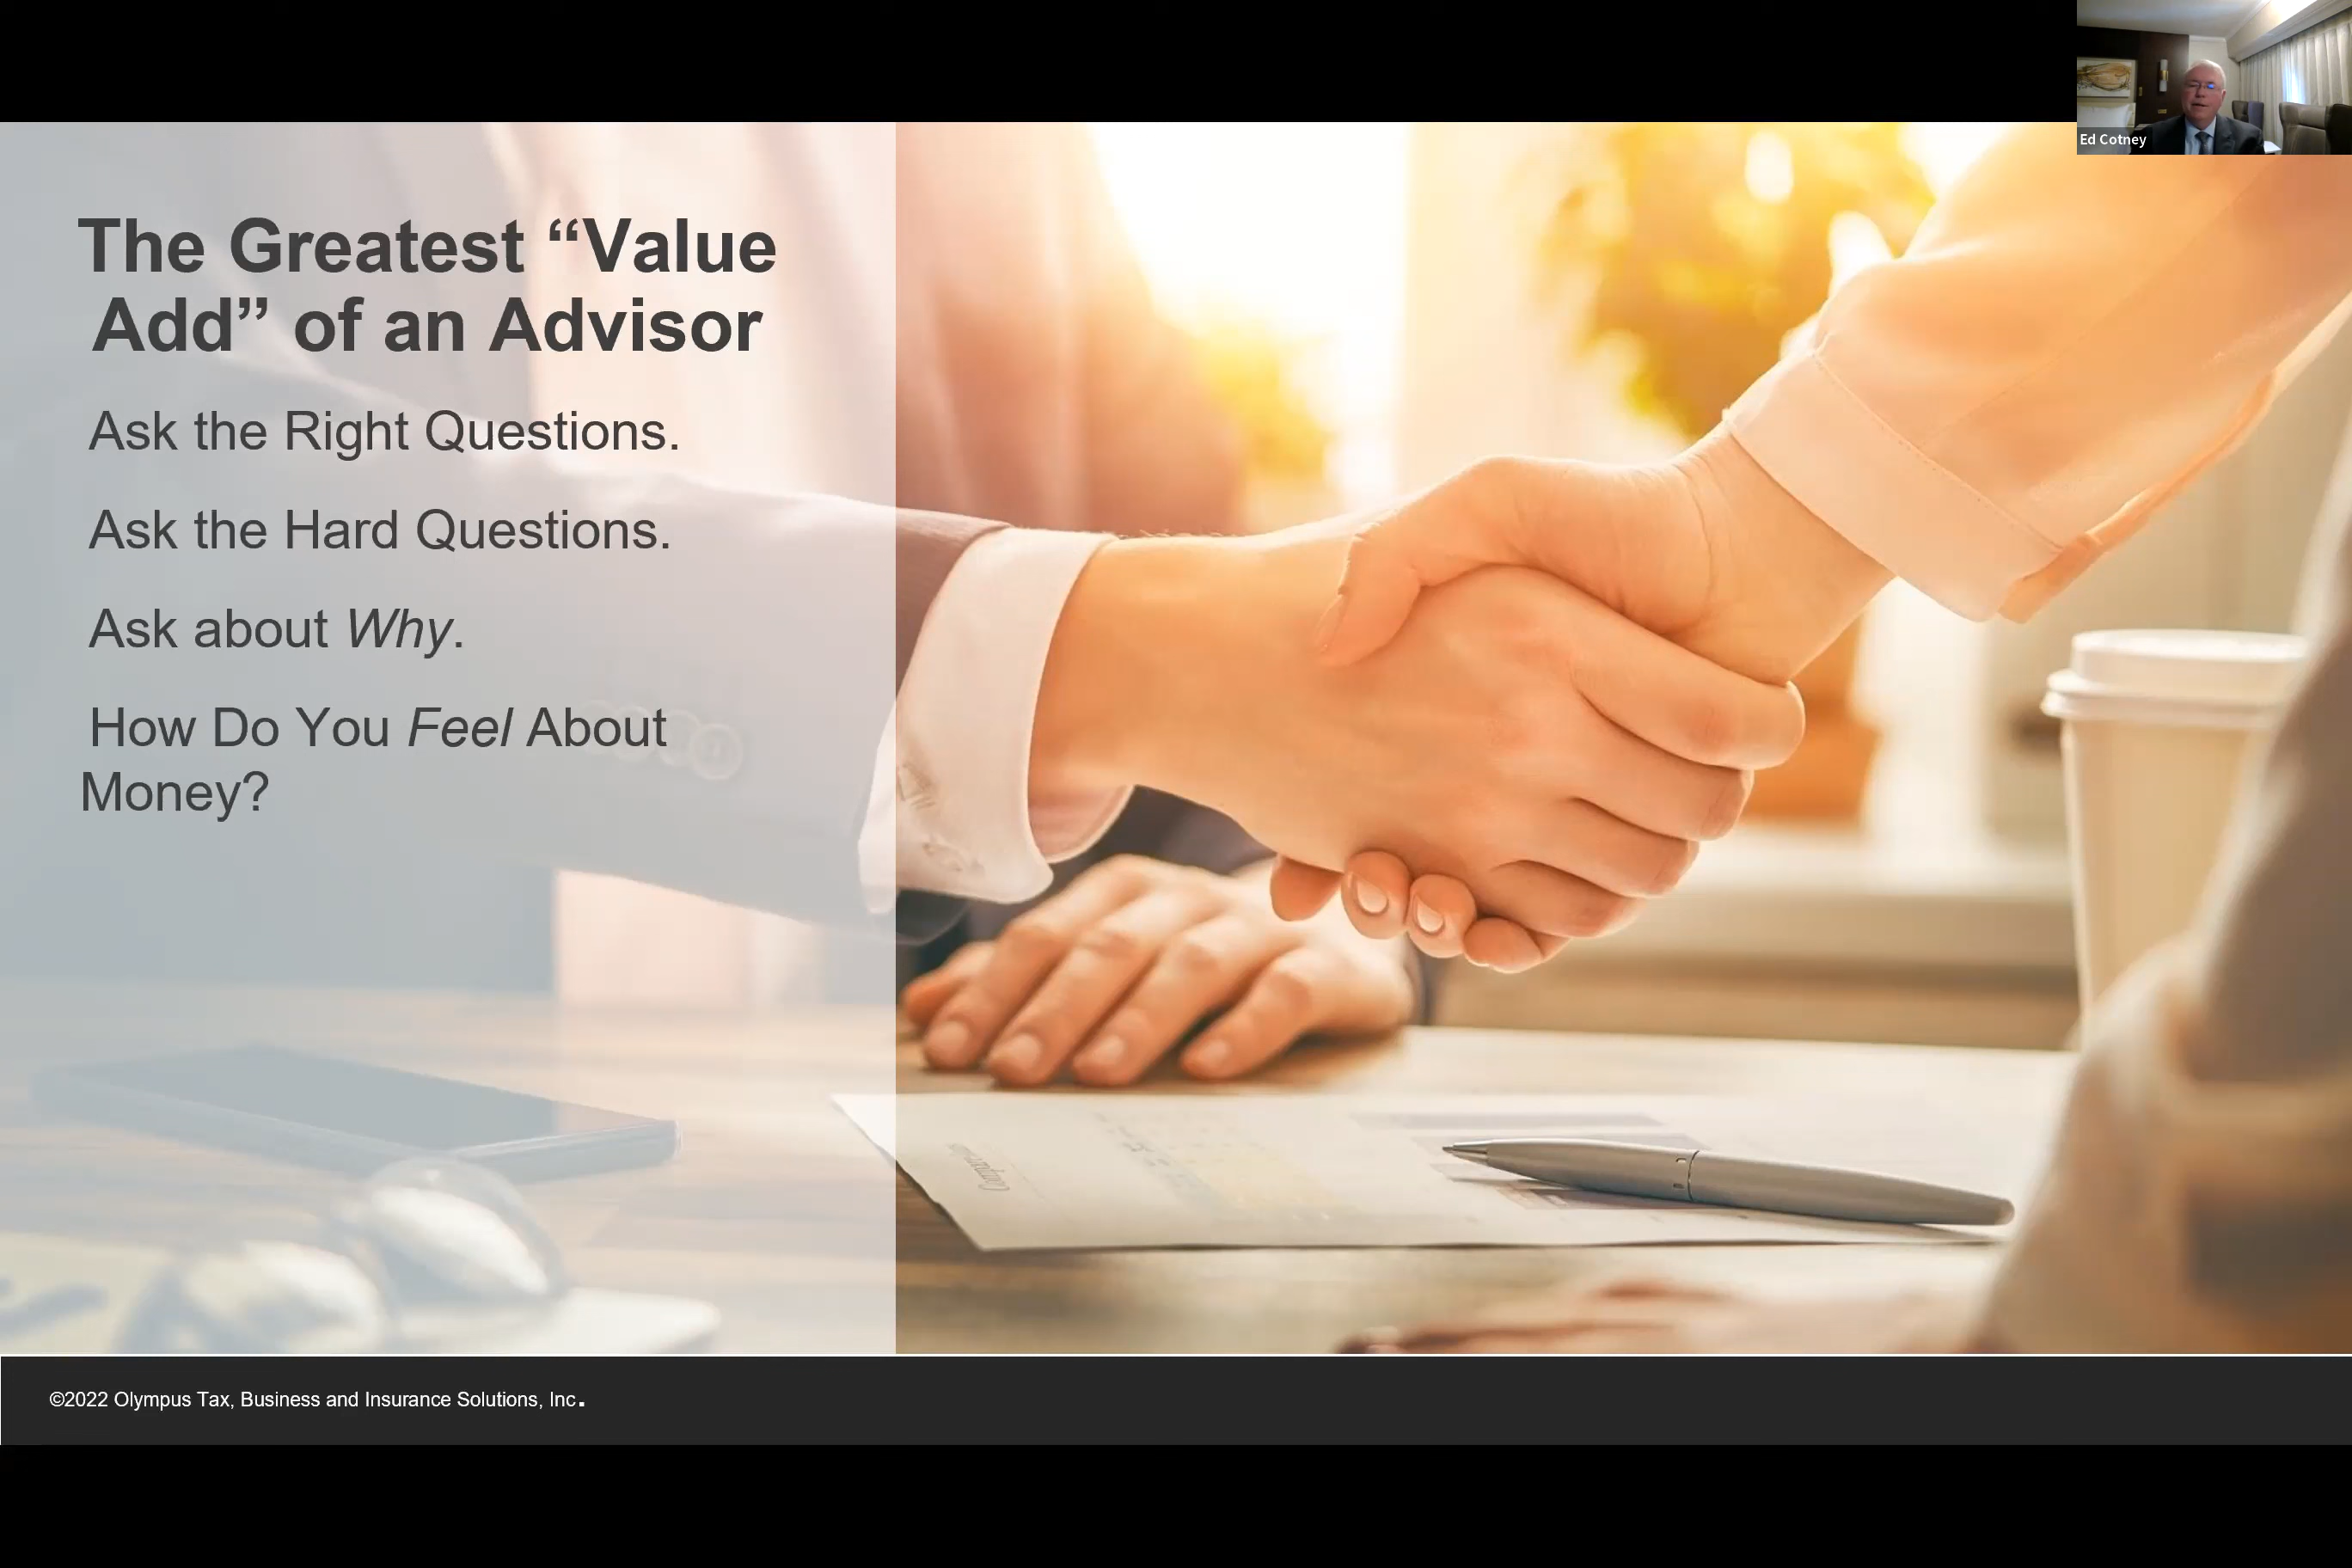 Ed Cotney
The Greatest “Value
Add” of an Advisor
Ask the Right Questions.
Ask the Hard Questions.
Ask about Why.
How Do You Feel About
Money?
©2022 Olympus Tax, Business and Insurance Solutions, Inc.